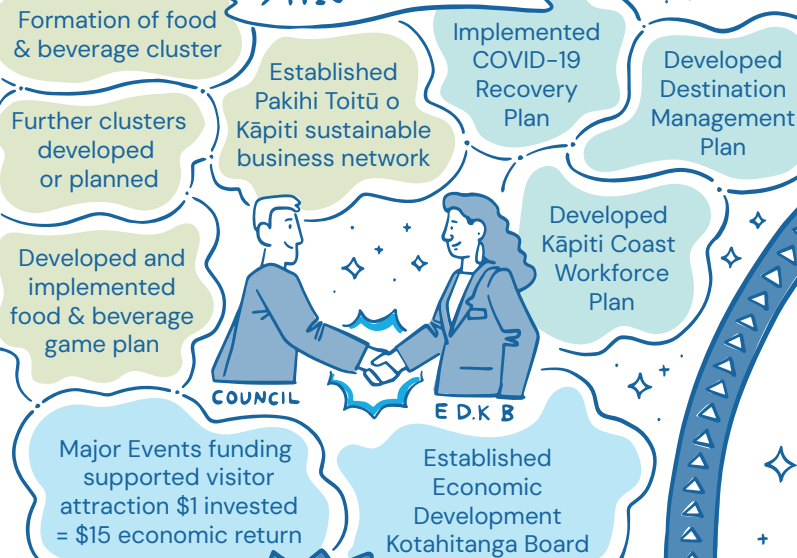 Formation of food
& beverage cluster
Established
Pakihi Toitū o
Kāpiti sustainable
business network
Implemented
COVID-19
Recovery
Plan
Developed
Destination
Management
Plan
Further clusters
developed
or planned
Developed
Kāpiti Coast
Workforce
Plan
Developed and
implemented
food & beverage
game plan
COUNCIL
E D.K B
Major Events funding
supported visitor
attraction $1 invested
= $15 economic return
Established
Economic
Development
Kotahitanga Board